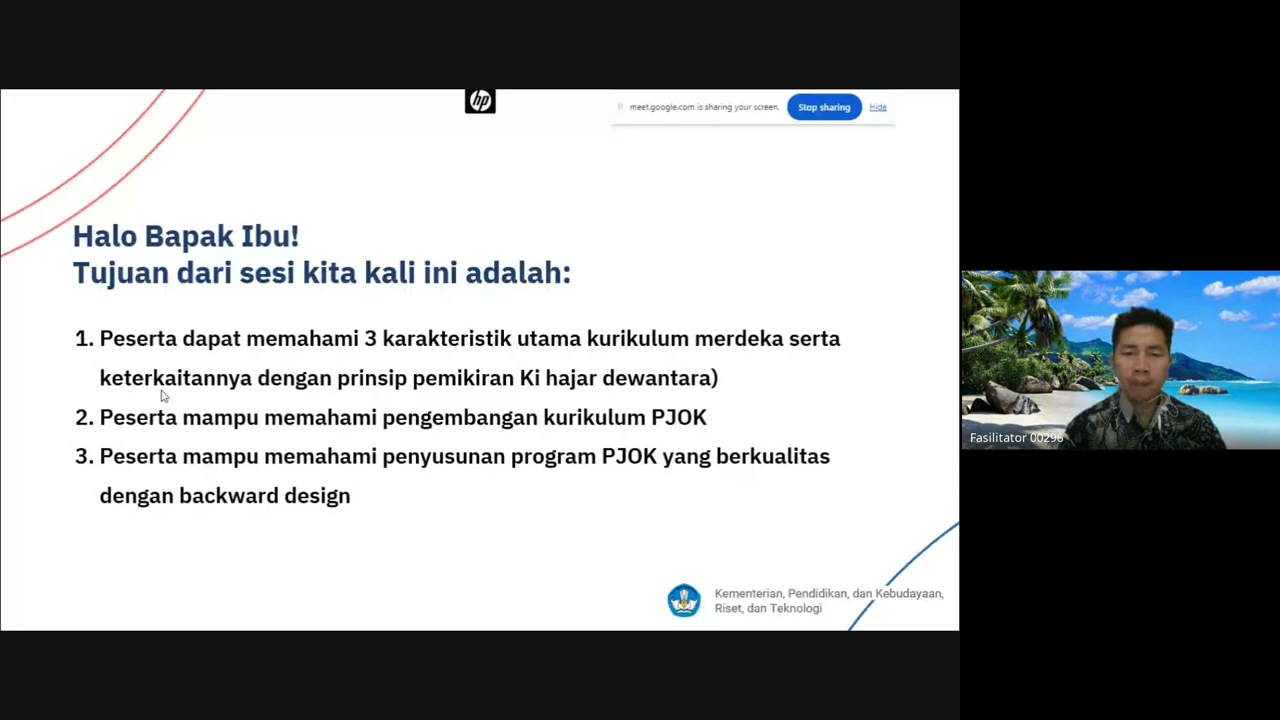 hp
meet.google.com is sharing your screen.
Stop sharing
Hide
Halo Bapak Ibu!
Tujuan dari sesi kita kali ini adalah:
1. Peserta dapat memahami 3 karakteristik utama kurikulum merdeka serta
keterkaitannya dengan prinsip pemikiran Ki hajar dewantara)
2. Peserta mampu memahami pengembangan kurikulum PJOK
3. Peserta mampu memahami penyusunan program PJOK yang berkualitas
dengan backward design
Kementerian, Pendidikan, dan Kebudayaan,
Riset, dan Teknologi
Fasilitator 00296